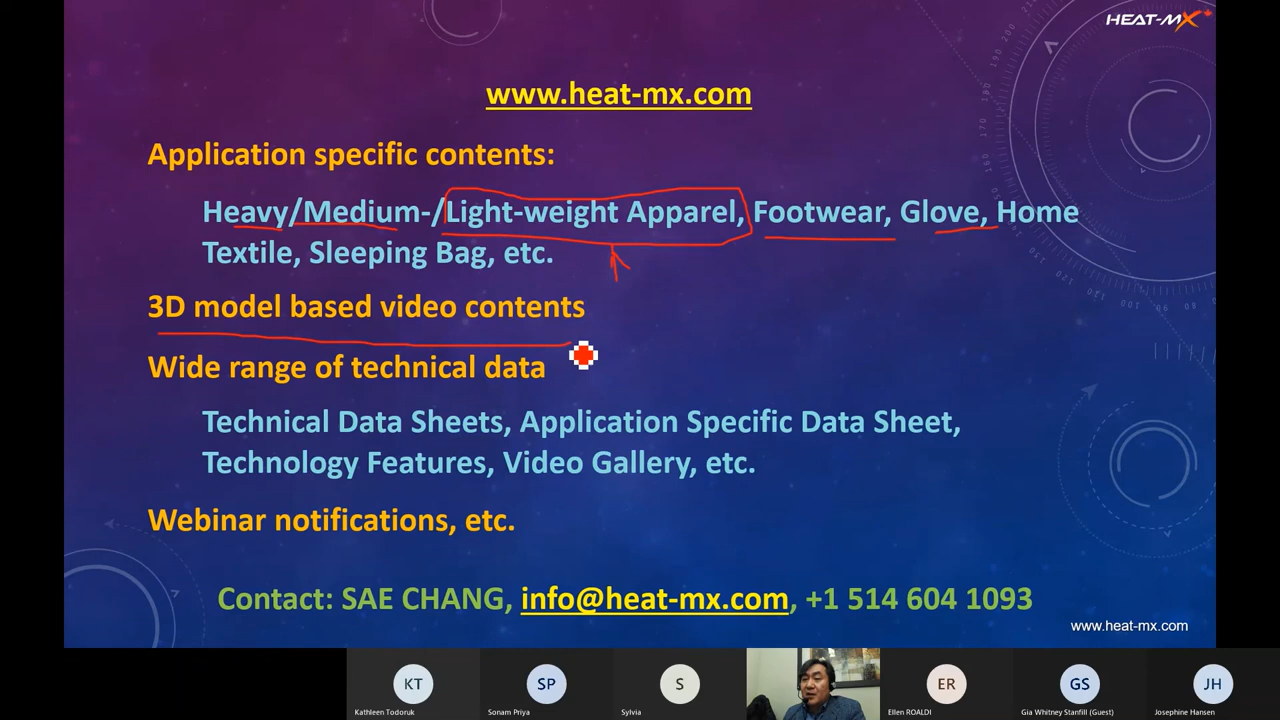 HEAT-MX
www.heat-mx.com
Application specific contents:
Heavy/Medium-/Light-weight Apparel, Footwear, Glove, Home
Textile, Sleeping Bag, etc.
3D model based video contents
Wide range of technical data
Technical Data Sheets, Application Specific Data Sheet,
Technology Features, Video Gallery, etc.
Webinar notifications, etc.
Contact: SAE CHANG, info@heat-mx.com, +1 514 604 1093
www.heat-mx.com
KT
SP
S
ER
GS
JH
Kathleen Todoruk
Sonam Priya
Sylvia
Ellen ROALDI
Gia Whitney Stanfill (Guest)
Josephine Hansen